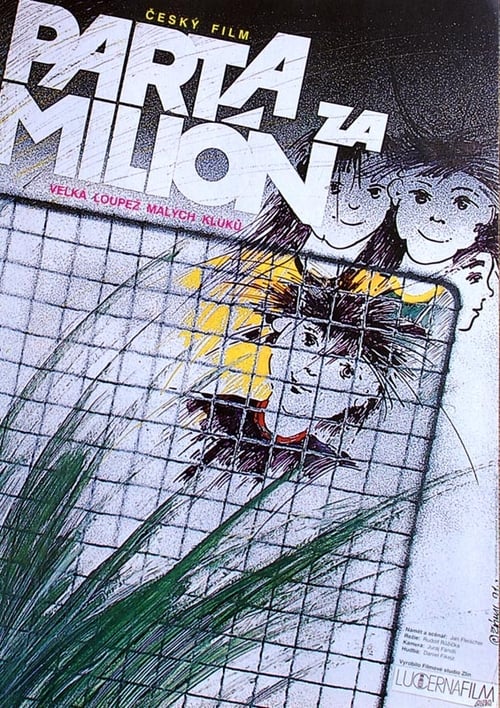 ČESKÝ FILM
PARTA
ZA
MILIÓN
VELKÁ LOUPEŽ MALÝCH KLUKŮ
Námět a scénář: Jan Fleischer
Režie: Rudolf Růžička
Kamera: Juraj Fándli
Hudba: Daniel Fikejz
Vyrobilo Filmové studio Zlín
LUCERNAFILM